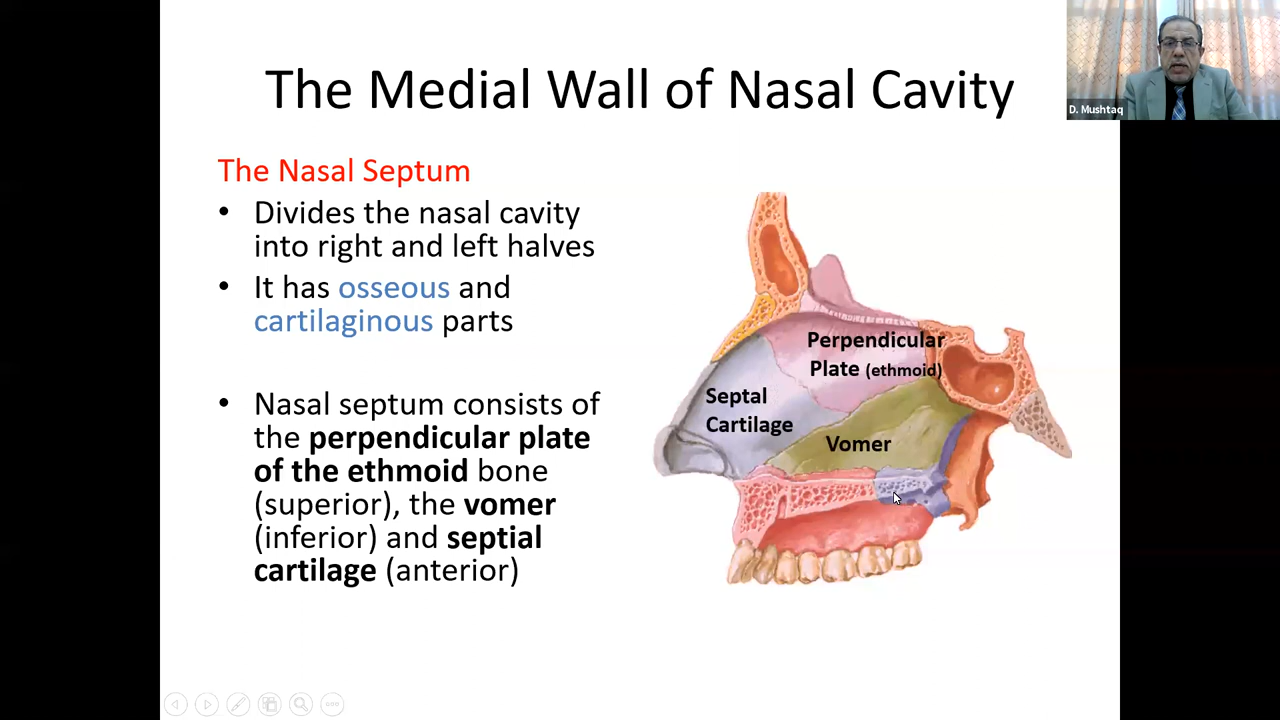 The Medial Wall of Nasal Cavity
D. Mushtaq
The Nasal Septum
• Divides the nasal cavity
into right and left halves
• It has osseous and
cartilaginous parts
• Nasal septum consists of
the perpendicular plate
of the ethmoid bone
(superior), the vomer
(inferior) and septial
cartilage (anterior)
Perpendicular
Plate (ethmoid)
Septal
Cartilage
Vomer